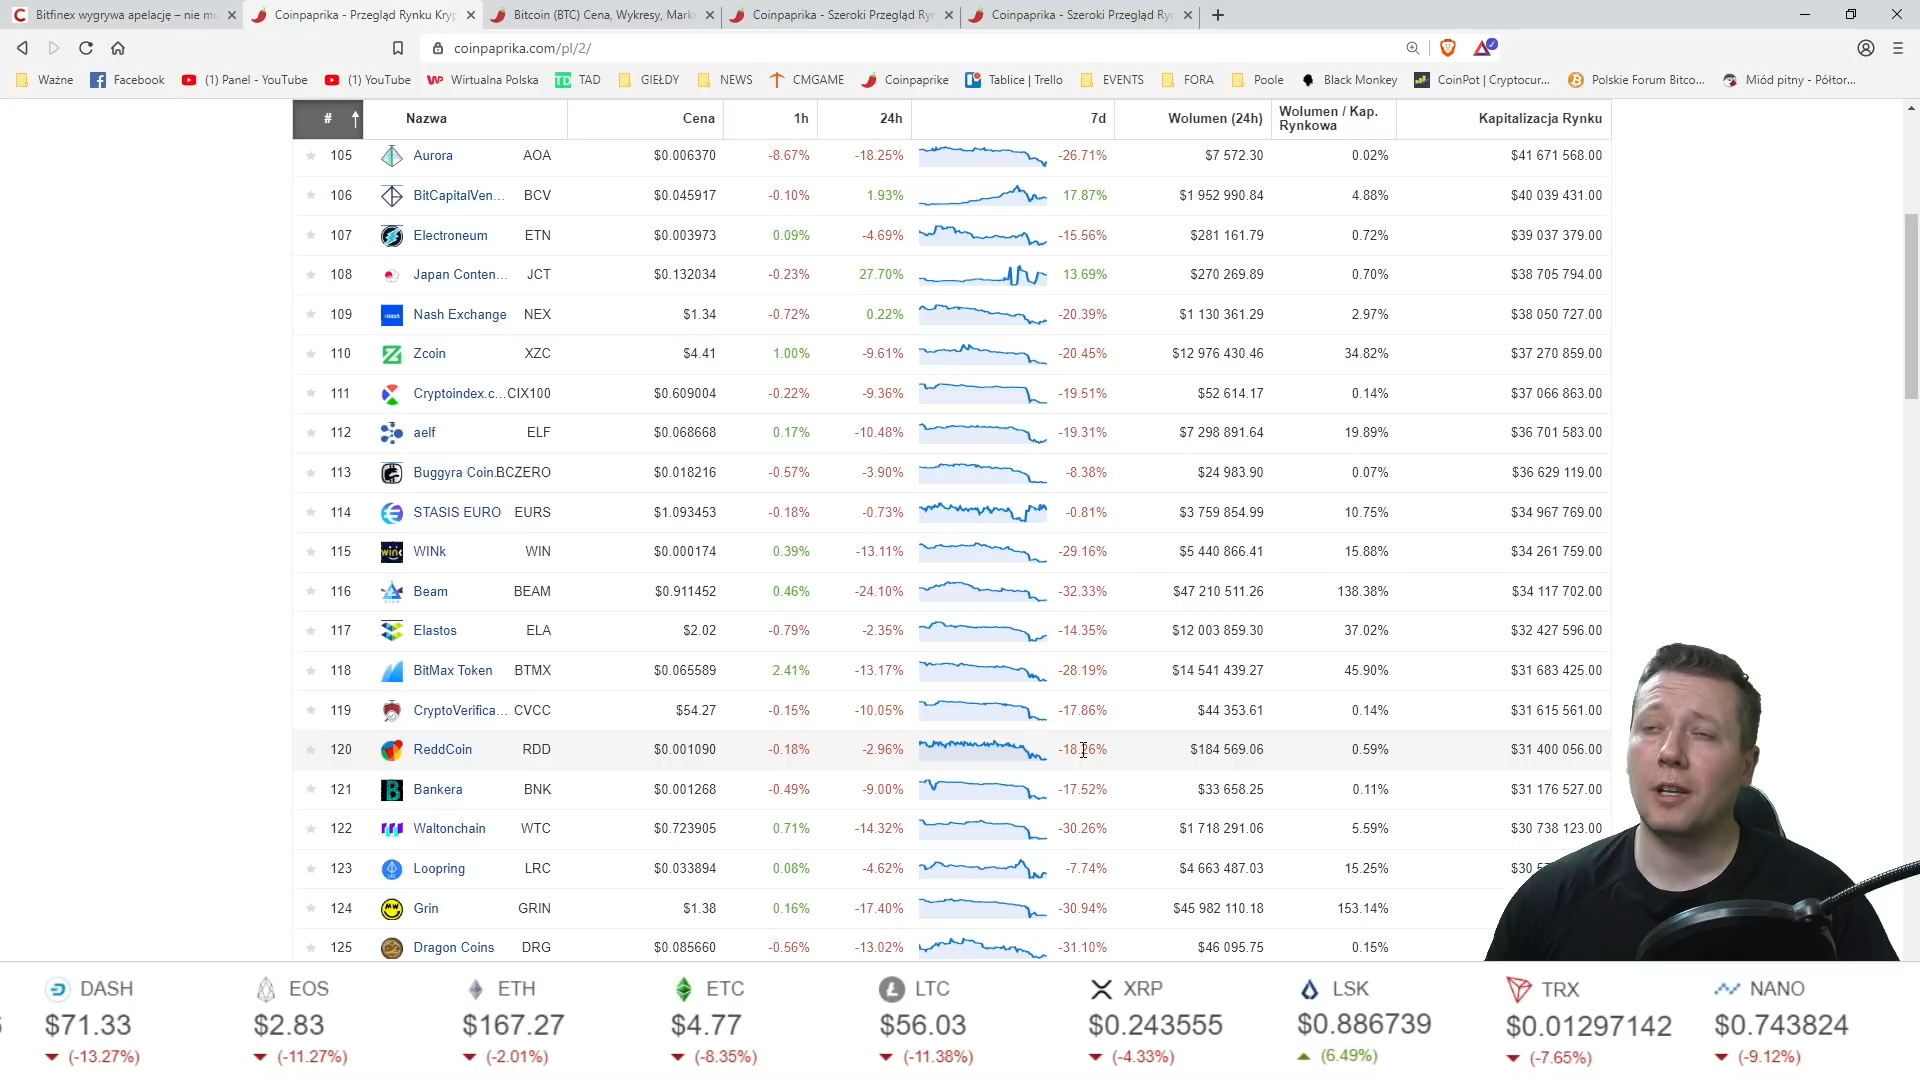 Bitfinex wygrywa apelację – nie mu
Coinpaprika - Przegląd Rynku Kryp
Bitcoin (BTC) Cena, Wykresy, Mark
Coinpaprika - Szeroki Przegląd Ryn
Coinpaprika - Szeroki Przegląd Ryn
coinpaprika.com/pl/2/
Ważne Facebook (1) Panel - YouTube (1) YouTube Wirtualna Polska TAD GIEŁDY NEWS CMGAME Coinpaprike Tablice | Trello EVENTS FORA Poole Black Monkey CoinPot | Cryptocur... Polskie Forum Bitco... Miód pitny - Półtor...
# Nazwa Cena 1h 24h 7d Wolumen (24h) Wolumen / Kap. Rynkowa Kapitalizacja Rynku
105 Aurora AOA $0.006370 -8.67% -18.25% -26.71% $7 572.30 0.02% $41 671 568.00
106 BitCapitalVen... BCV $0.045917 -0.10% 1.93% 17.87% $1 952 990.84 4.88% $40 039 431.00
107 Electroneum ETN $0.003973 0.09% -4.69% -15.56% $281 161.79 0.72% $39 037 379.00
108 Japan Conten... JCT $0.132034 -0.23% 27.70% 13.69% $270 269.89 0.70% $38 705 794.00
109 Nash Exchange NEX $1.34 -0.72% 0.22% -20.39% $1 130 361.29 2.97% $38 050 727.00
110 Zcoin XZC $4.41 1.00% -9.61% -20.45% $12 976 430.46 34.82% $37 270 859.00
111 Cryptoindex.c... CIX100 $0.609004 -0.22% -9.36% -19.51% $52 614.17 0.14% $37 066 863.00
112 aelf ELF $0.068668 0.17% -10.48% -19.31% $7 298 891.64 19.89% $36 701 583.00
113 Buggyra Coin BCZERO $0.018216 -0.57% -3.90% -8.38% $24 983.90 0.07% $36 629 119.00
114 STASIS EURO EURS $1.093453 -0.18% -0.73% -0.81% $3 759 854.99 10.75% $34 967 769.00
115 WINk WIN $0.000174 0.39% -13.11% -29.16% $5 440 866.41 15.88% $34 261 759.00
116 Beam BEAM $0.911452 0.46% -24.10% -32.33% $47 210 511.26 138.38% $34 117 702.00
117 Elastos ELA $2.02 -0.79% -2.35% -14.35% $12 003 859.30 37.02% $32 427 596.00
118 BitMax Token BTMX $0.065589 2.41% -13.17% -28.19% $14 541 439.27 45.90% $31 683 425.00
119 CryptoVerifica... CVCC $54.27 -0.15% -10.05% -17.86% $44 353.61 0.14% $31 615 561.00
120 ReddCoin RDD $0.001090 -0.18% -2.96% -18.26% $184 569.06 0.59% $31 400 056.00
121 Bankera BNK $0.001268 -0.49% -9.00% -17.52% $33 658.25 0.11% $31 176 527.00
122 Waltonchain WTC $0.723905 0.71% -14.32% -30.26% $1 718 291.06 5.59% $30 738 123.00
123 Loopring LRC $0.033894 0.08% -4.62% -7.74% $4 663 487.03 15.25% $30
124 Grin GRIN $1.38 0.16% -17.40% -30.94% $45 982 110.18 153.14%
125 Dragon Coins DRG $0.085660 -0.56% -13.02% -31.10% $46 095.75 0.15%
DASH EOS ETH ETC LTC XRP LSK TRX NANO
$71.33 $2.83 $167.27 $4.77 $56.03 $0.243555 $0.886739 $0.01297142 $0.743824
(-13.27%) (-11.27%) (-2.01%) (-8.35%) (-11.38%) (-4.33%) (6.49%) (-7.65%) (-9.12%)